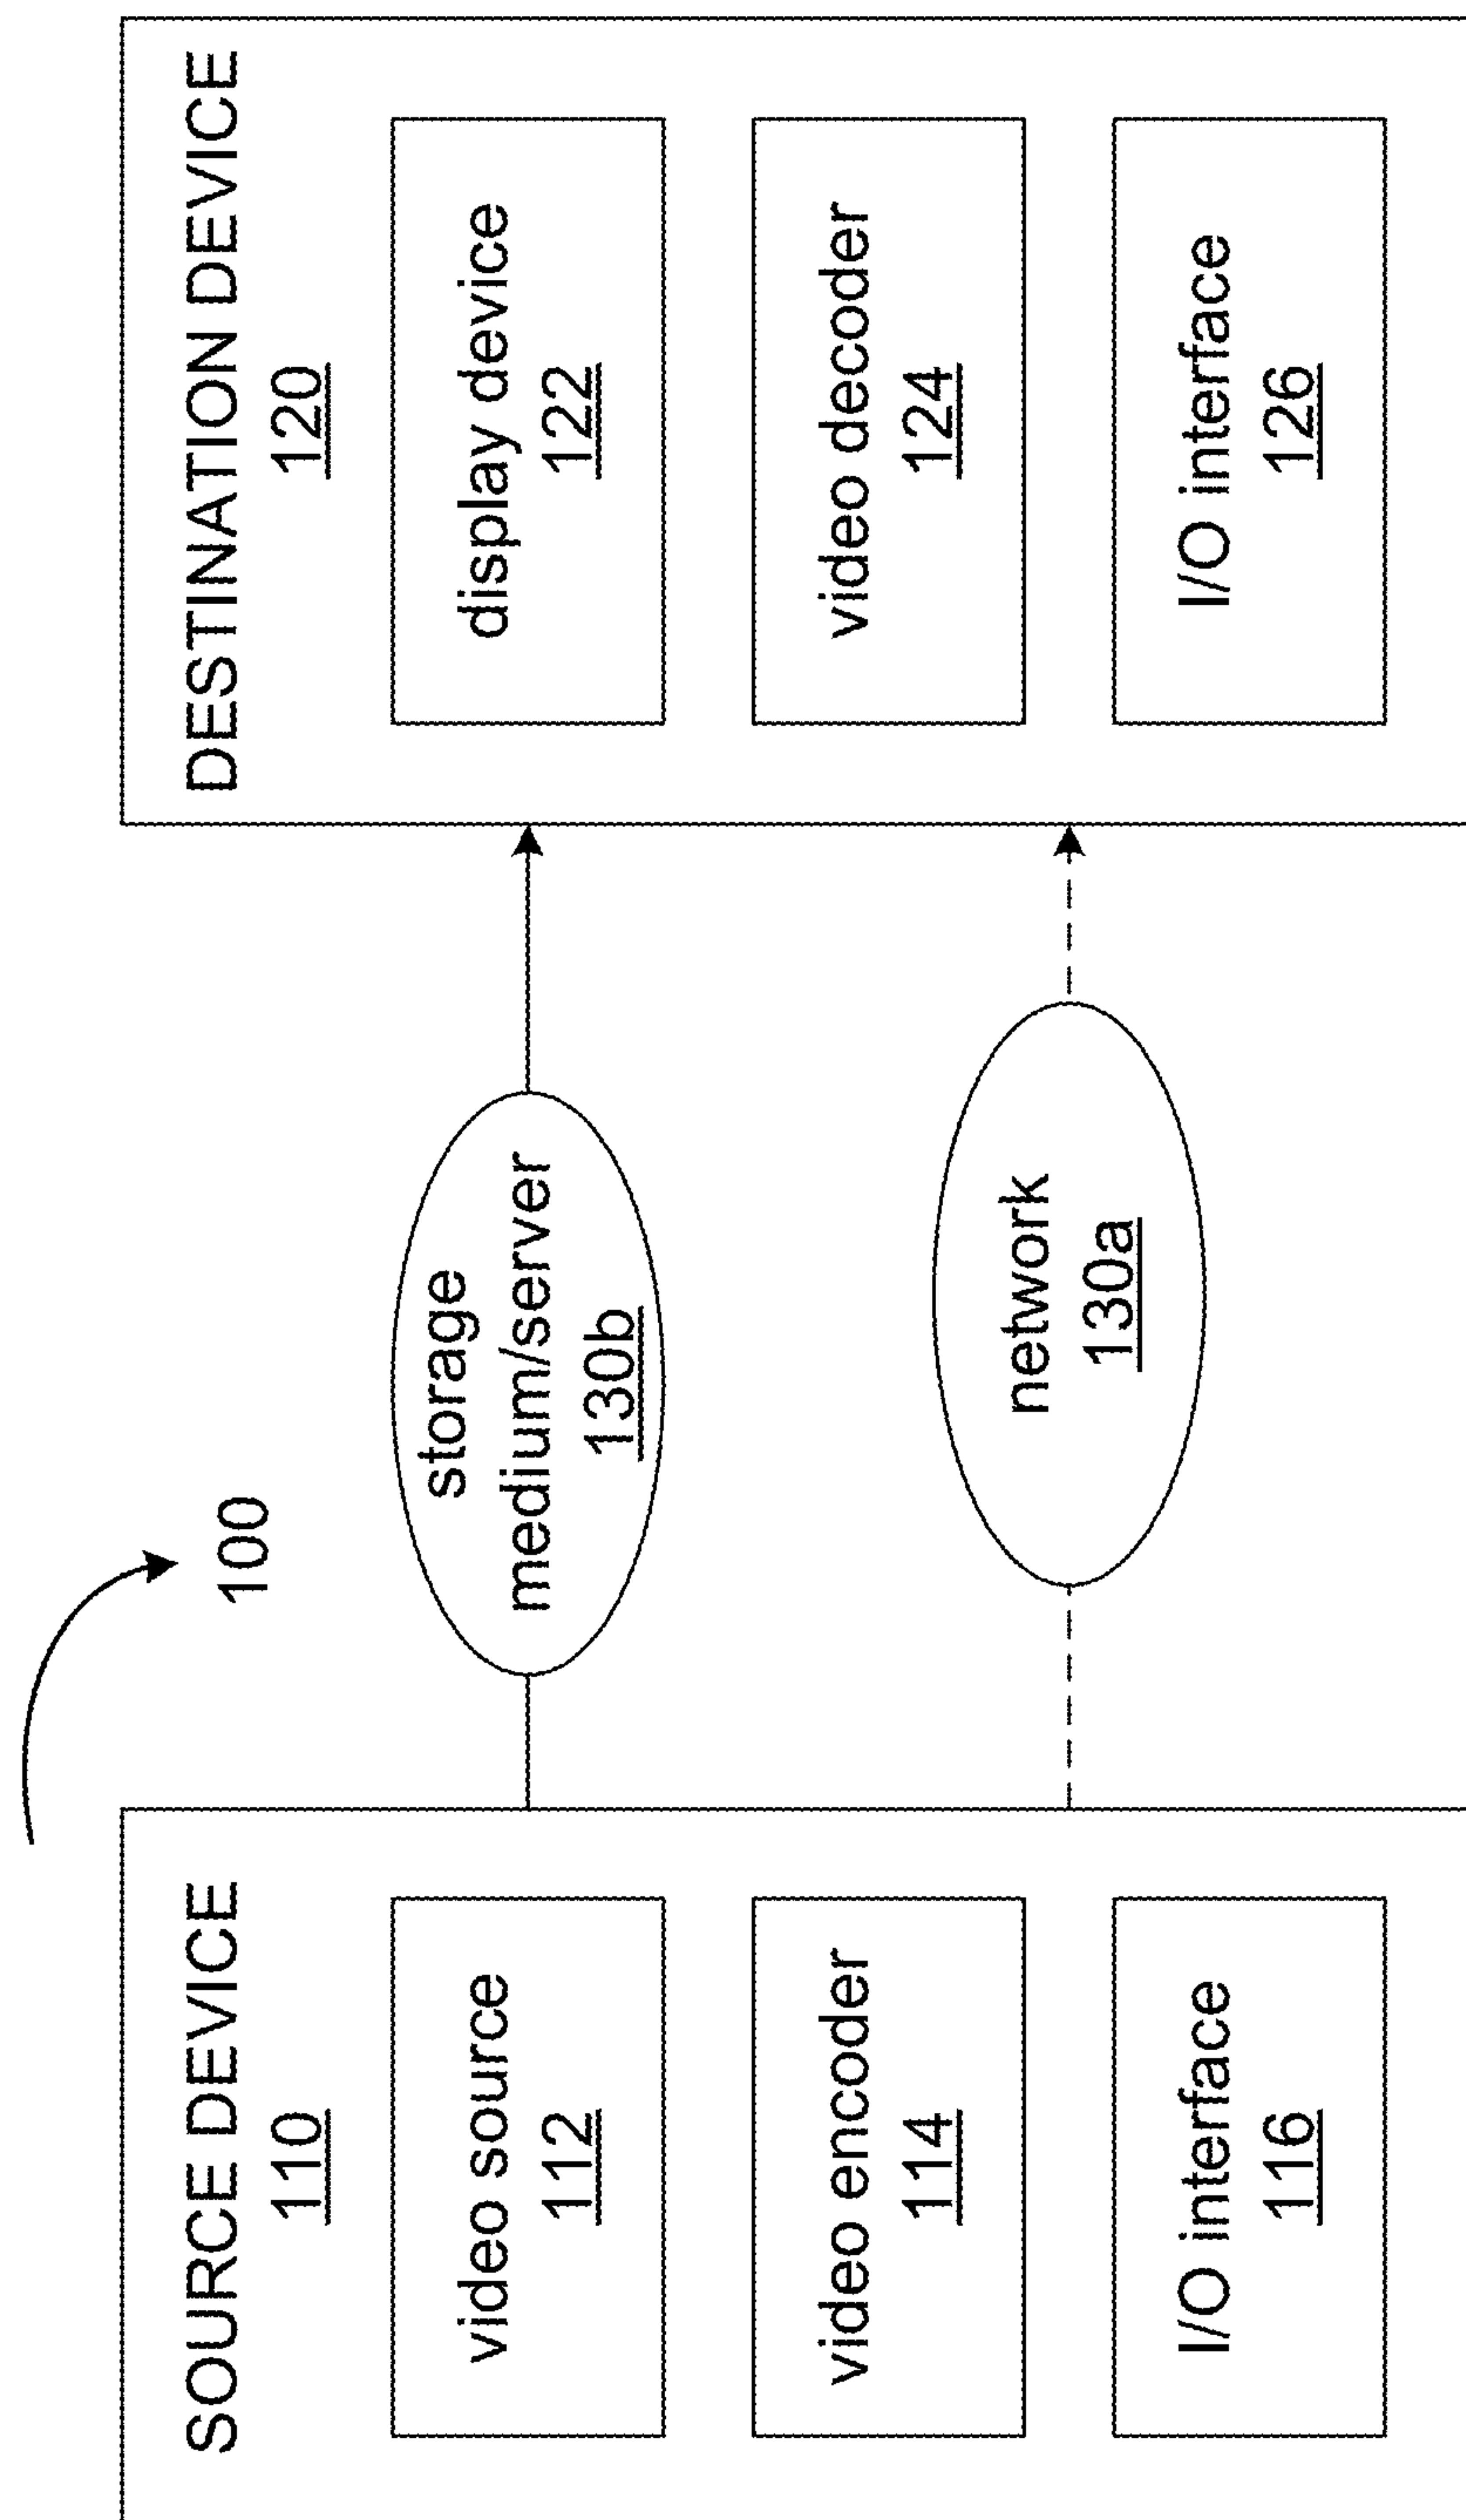 100
SOURCE DEVICE
110
video source
112
video encoder
114
I/O interface
116
storage
medium/server
130b
network
130a
DESTINATION DEVICE
120
display device
122
video decoder
124
I/O interface
126